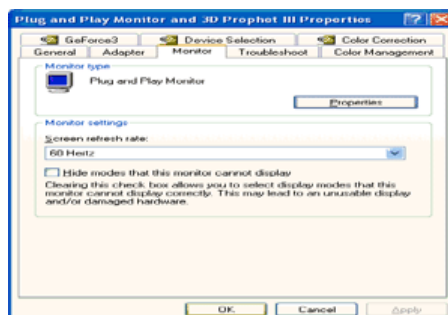 Plug and Play Monitor and 3D Prophet III Properties
GeForce3 Device Selection Color Correction
General Adapter Monitor Troubleshoot Color Management
Monitor type
Plug and Play Monitor
Properties
Monitor settings
Screen refresh rate:
60 Hertz
Hide modes that this monitor cannot display
Clearing this check box allows you to select display modes that this
monitor cannot display correctly. This may lead to an unusable display
and/or damaged hardware.
OK Cancel Apply